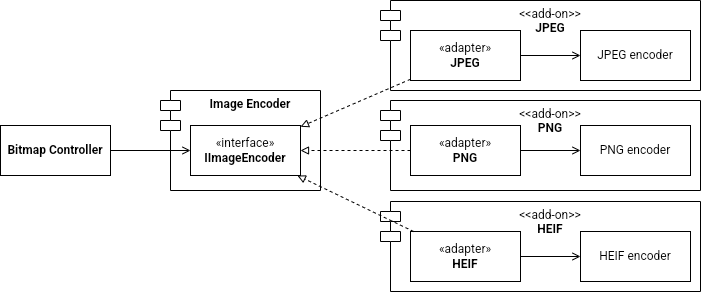 <<add-on>>
JPEG
«adapter»
JPEG
JPEG encoder
Image Encoder
«interface»
IImageEncoder
Bitmap Controller
<<add-on>>
PNG
«adapter»
PNG
PNG encoder
<<add-on>>
HEIF
«adapter»
HEIF
HEIF encoder